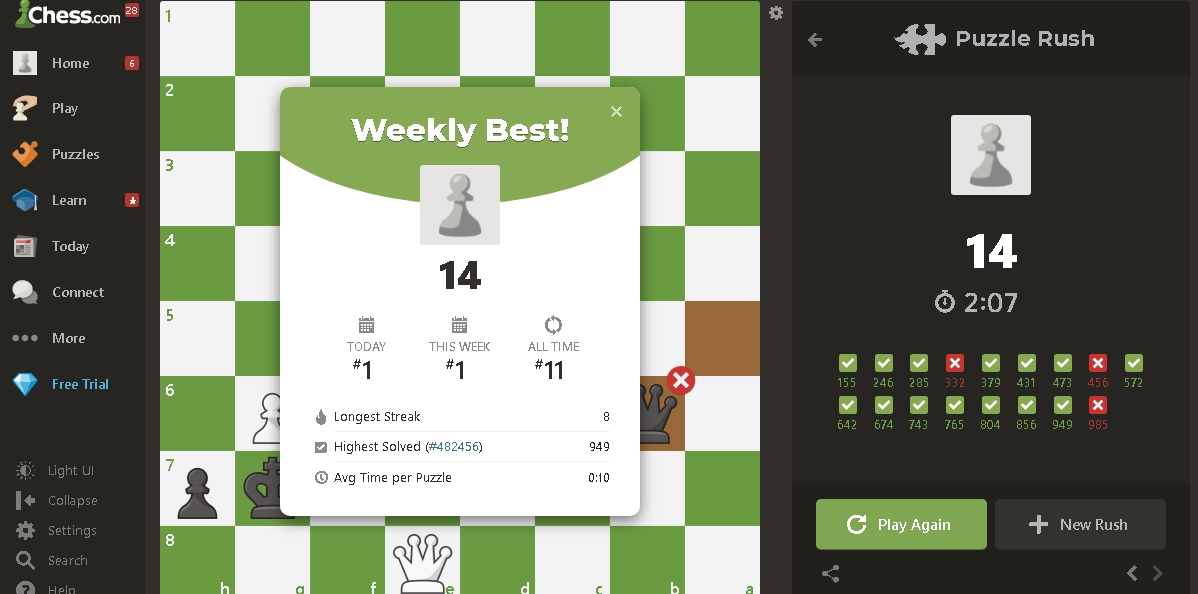 Chess.com 28
Home 6
Play
Puzzles
Learn
Today
Connect
More
Free Trial
Light UI
Collapse
Settings
Search
Help
1
2
3
4
5
6
7
8
h g f e d c b a
Weekly Best!
14
TODAY THIS WEEK ALL TIME
#1 #1 #11
Longest Streak 8
Highest Solved (#482456) 949
Avg Time per Puzzle 0:10
Puzzle Rush
14
2:07
155 246 285 332 379 431 473 456 572
642 674 743 765 804 856 949 985
Play Again
New Rush